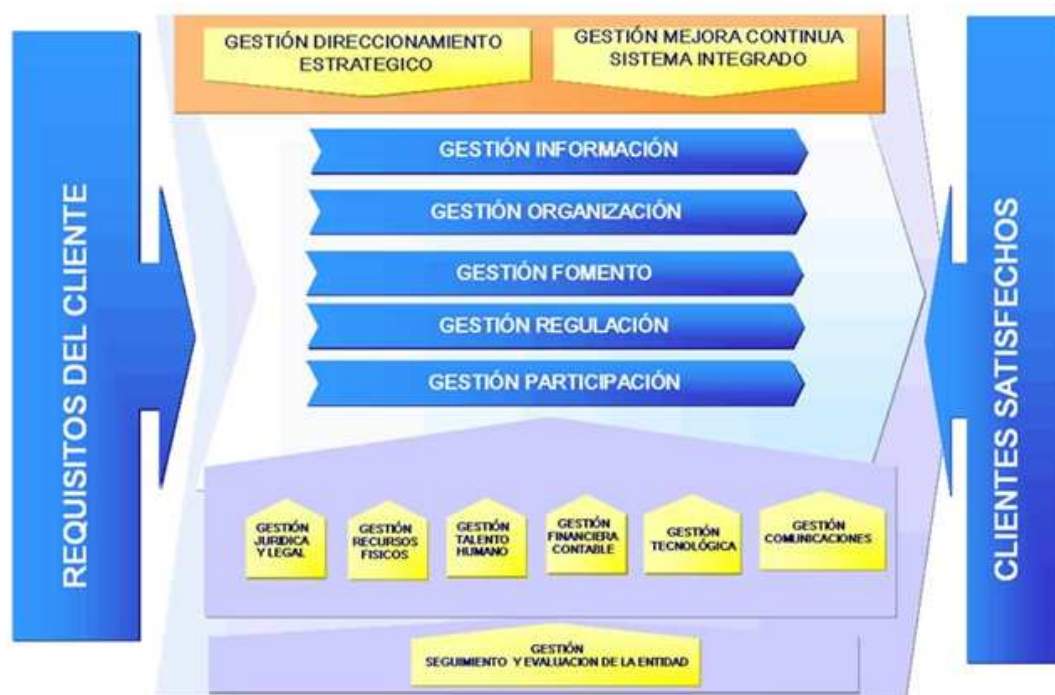 REQUISITOS DEL CLIENTE
GESTIÓN DIRECCIONAMIENTO
ESTRATEGICO
GESTIÓN MEJORA CONTINUA
SISTEMA INTEGRADO
GESTIÓN INFORMACIÓN
GESTIÓN ORGANIZACIÓN
GESTIÓN FOMENTO
GESTIÓN REGULACIÓN
GESTIÓN PARTICIPACIÓN
GESTIÓN
JURIDICA
Y LEGAL
GESTIÓN
RECURSOS
FISICOS
GESTIÓN
TALENTO
HUMANO
GESTIÓN
FINANCIERA
CONTABLE
GESTIÓN
TECNOLÓGICA
GESTIÓN
COMUNICACIONES
GESTIÓN
SEGUIMIENTO Y EVALUACION DE LA ENTIDAD
CLIENTES SATISFECHOS